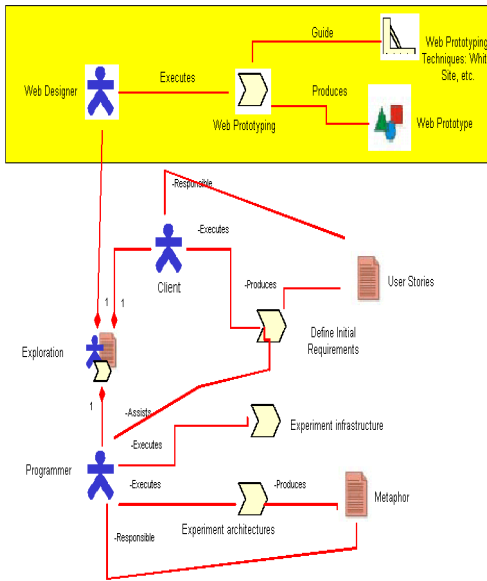 Guide
Web Prototyping
Techniques: Whit
Site, etc.
Executes
Web Designer
Produces
Web Prototyping
Web Prototype
-Responsible
-Executes
Client
-Produces
User Stories
1
1
Define Initial
Requirements
Exploration
1
-Assists
Experiment infrastructure
-Executes
Programmer
-Executes
-Produces
Metaphor
Experiment architectures
-Responsible